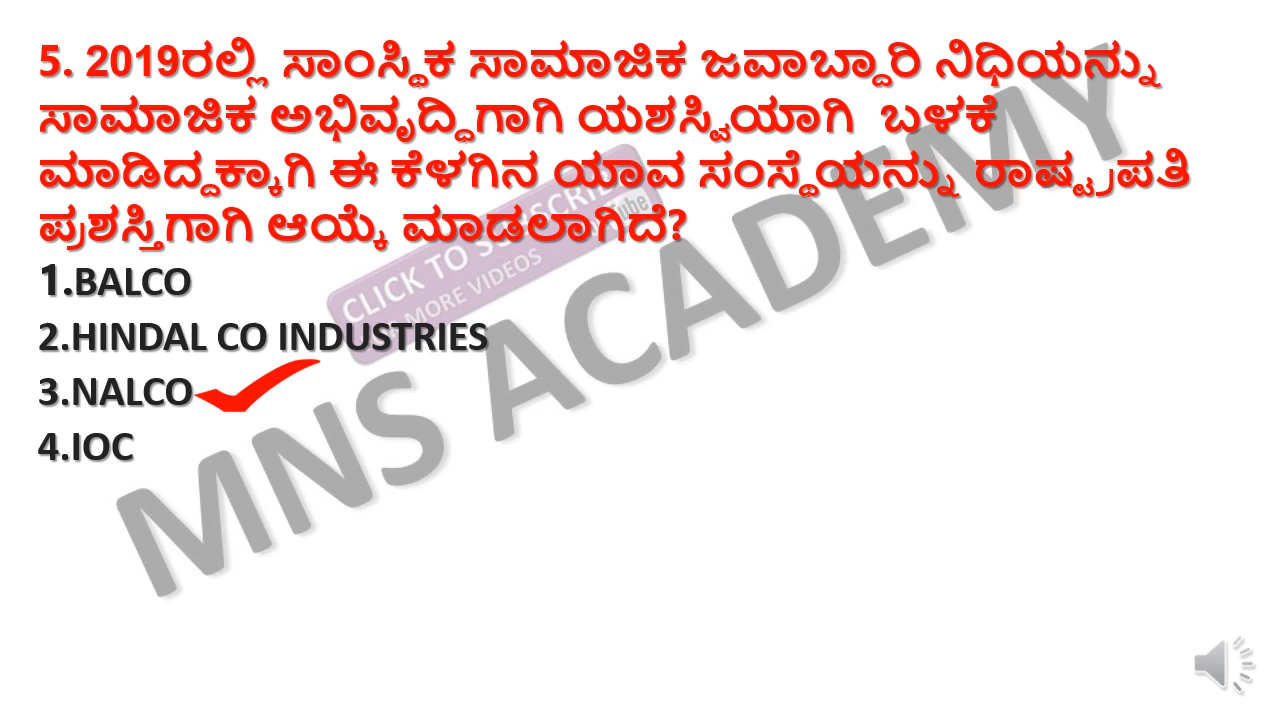 5. 2019ರಲ್ಲಿ ಸಾಂಸ್ಥಿಕ ಸಾಮಾಜಿಕ ಜವಾಬ್ದಾರಿ ನಿಧಿಯನ್ನು
ಸಾಮಾಜಿಕ ಅಭಿವೃದ್ಧಿಗಾಗಿ ಯಶಸ್ವಿಯಾಗಿ ಬಳಕೆ
ಮಾಡಿದ್ದಕ್ಕಾಗಿ ಈ ಕೆಳಗಿನ ಯಾವ ಸಂಸ್ಥೆಯನ್ನು ರಾಷ್ಟ್ರಪತಿ
ಪ್ರಶಸ್ತಿಗಾಗಿ ಆಯ್ಕೆ ಮಾಡಲಾಗಿದೆ?
1.BALCO
2.HINDAL CO INDUSTRIES
3.NALCO
4.IOC
CLICK TO SUBSCRIBE
MORE VIDEOS
MNS ACADEMY